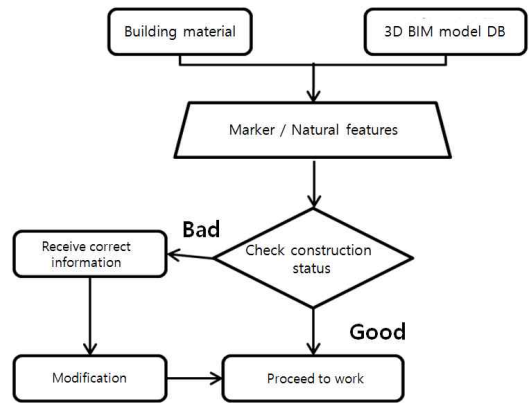 Building material
3D BIM model DB
Marker / Natural features
Bad
Check construction
status
Receive correct
information
Good
Modification
Proceed to work